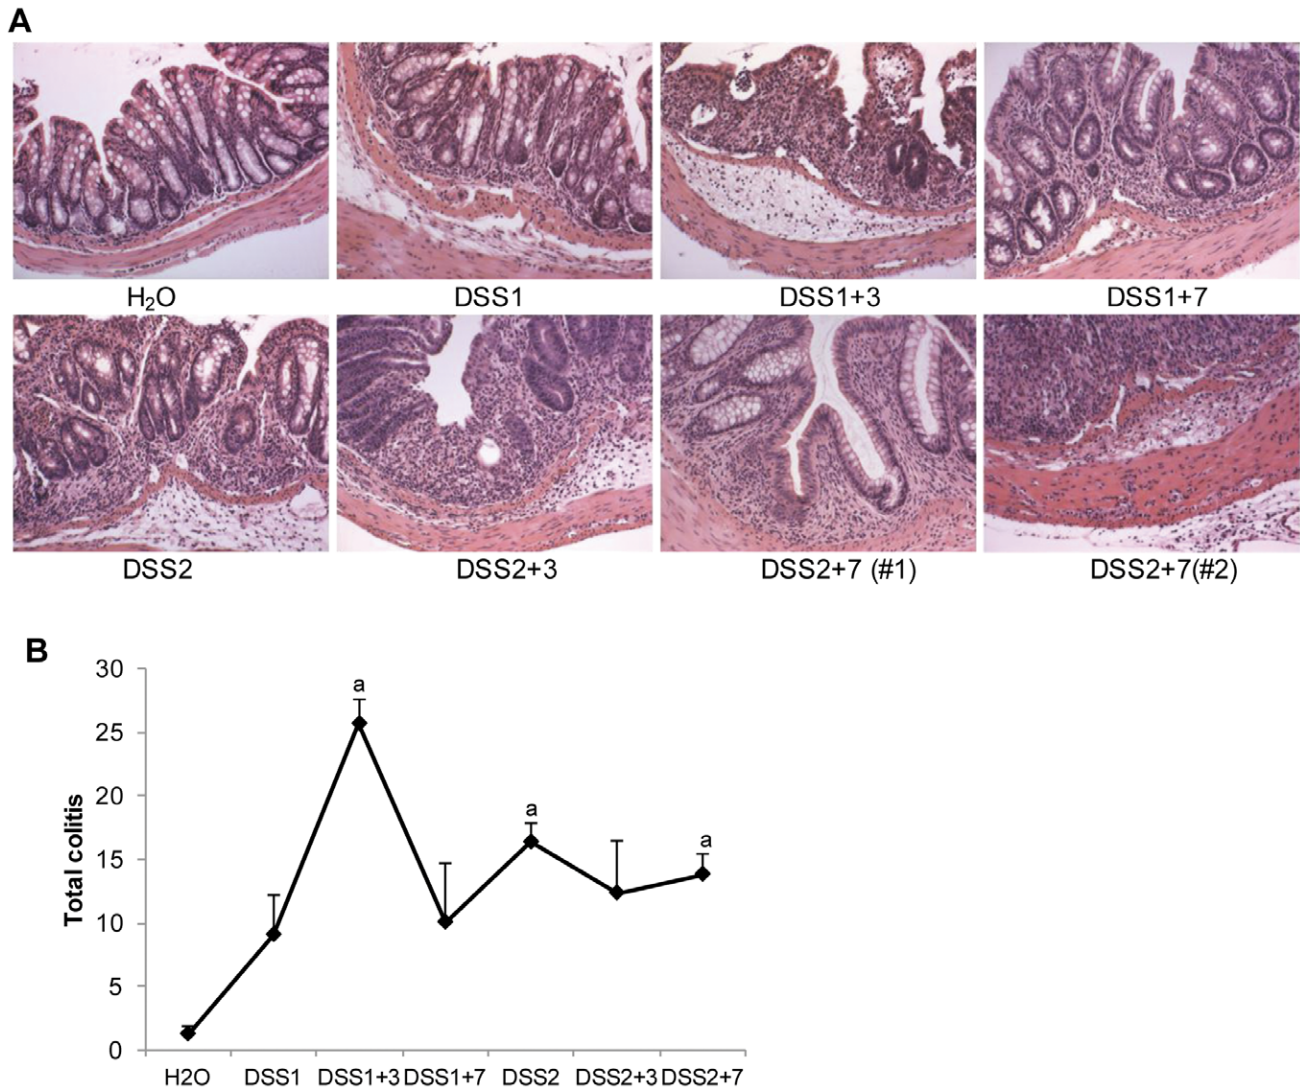 A
H₂O DSS1 DSS1+3 DSS1+7
DSS2 DSS2+3 DSS2+7 (#1) DSS2+7(#2)
B
30
25
20
15
10
5
0
Total colitis
a
a
a
H2O DSS1 DSS1+3 DSS1+7 DSS2 DSS2+3 DSS2+7